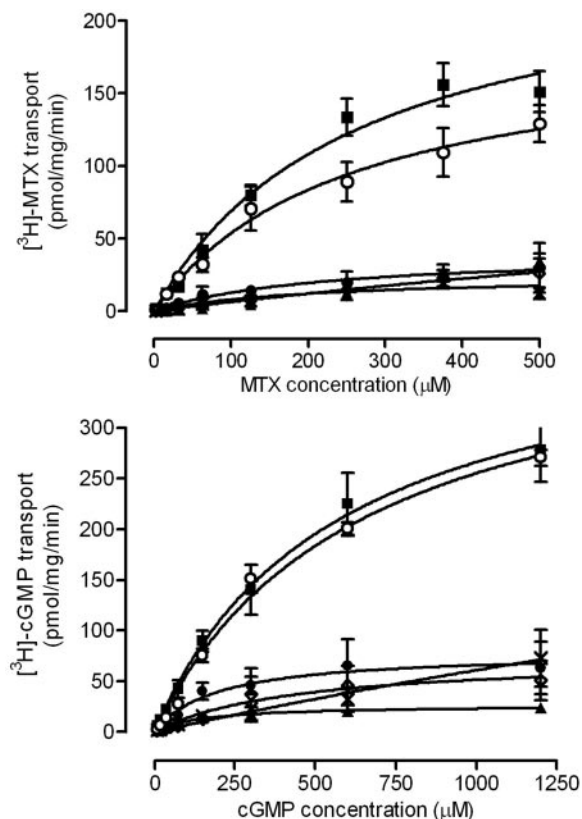 [³H]-MTX transport
(pmol/mg/min)
200
150
100
50
0
0 100 200 300 400 500
MTX concentration (μM)
[³H]-cGMP transport
(pmol/mg/min)
300
250
200
150
100
50
0
0 250 500 750 1000 1250
cGMP concentration (μM)